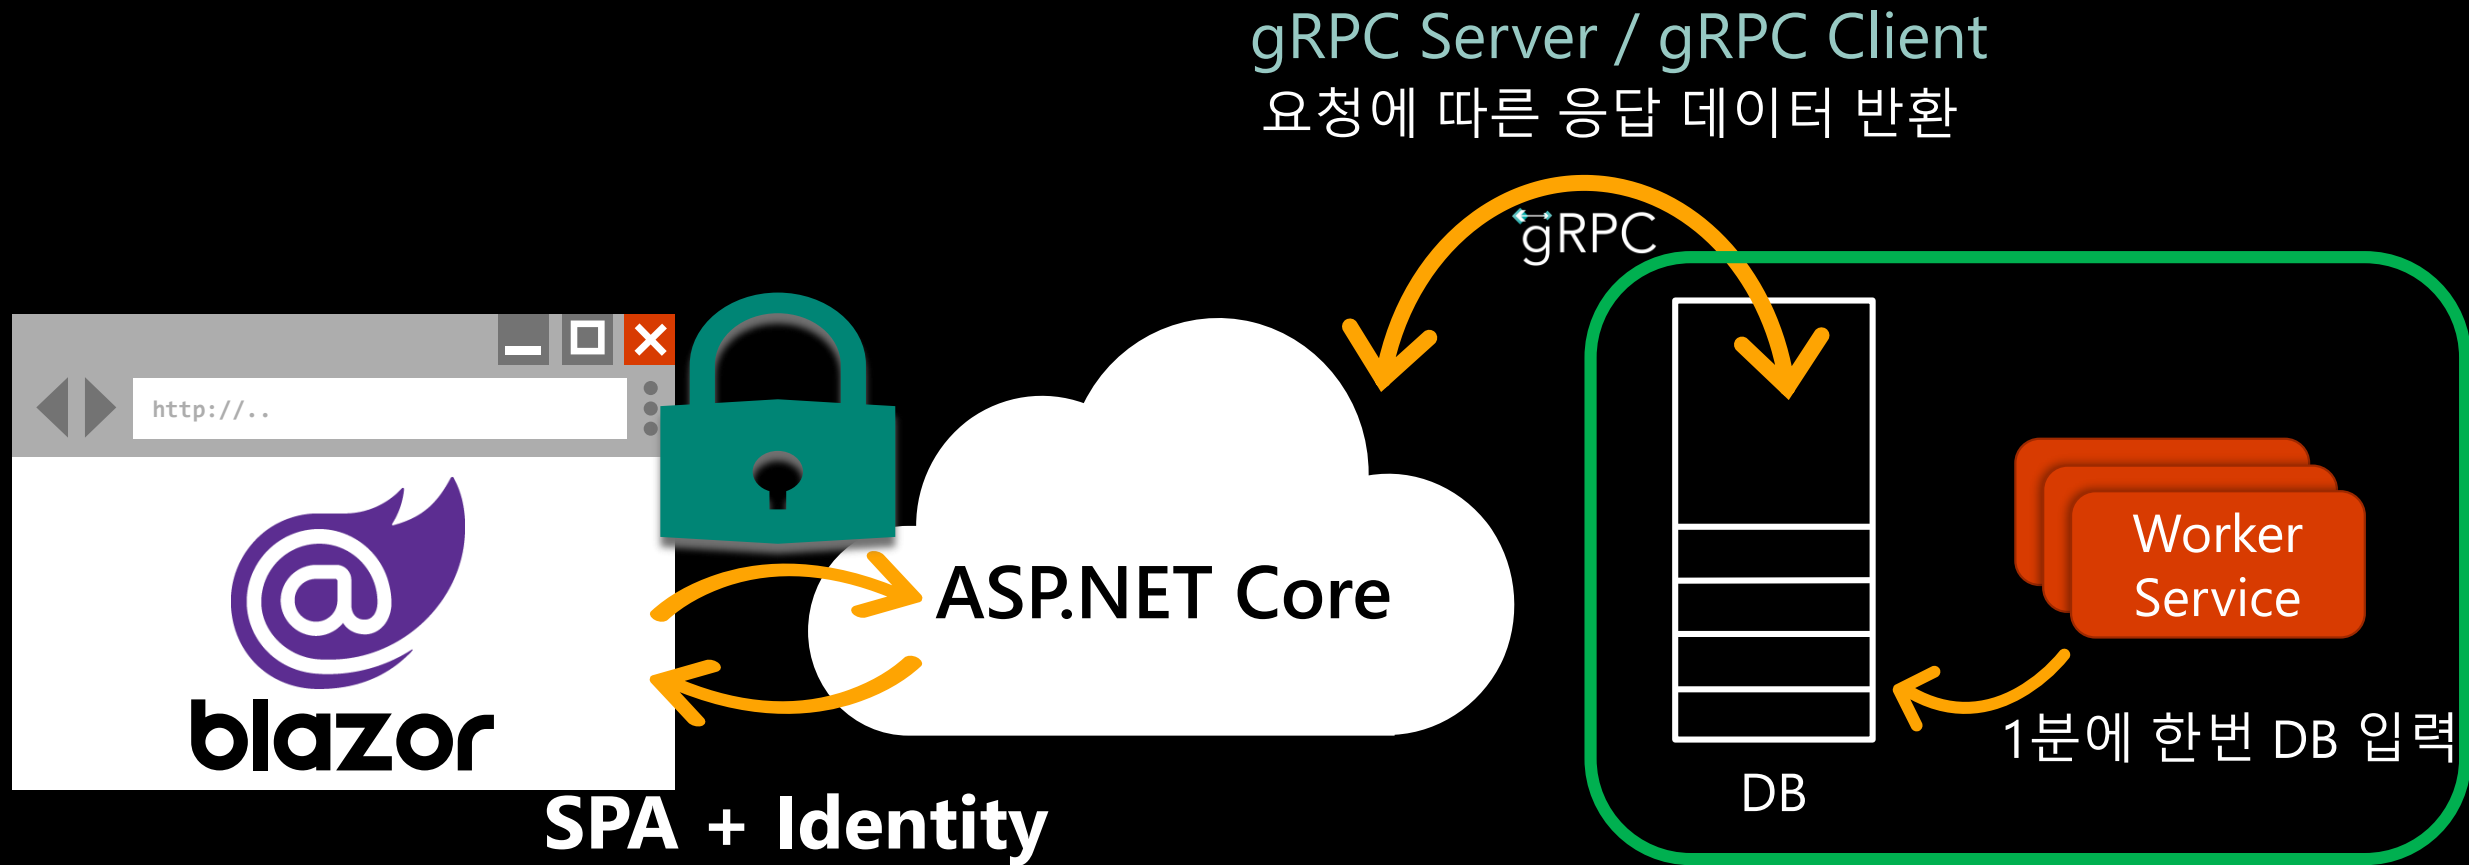 gRPC Server / gRPC Client
요청에 따른 응답 데이터 반환
gRPC
http://..
blazor
ASP.NET Core
SPA + Identity
Worker
Service
1분에 한번 DB 입력
DB